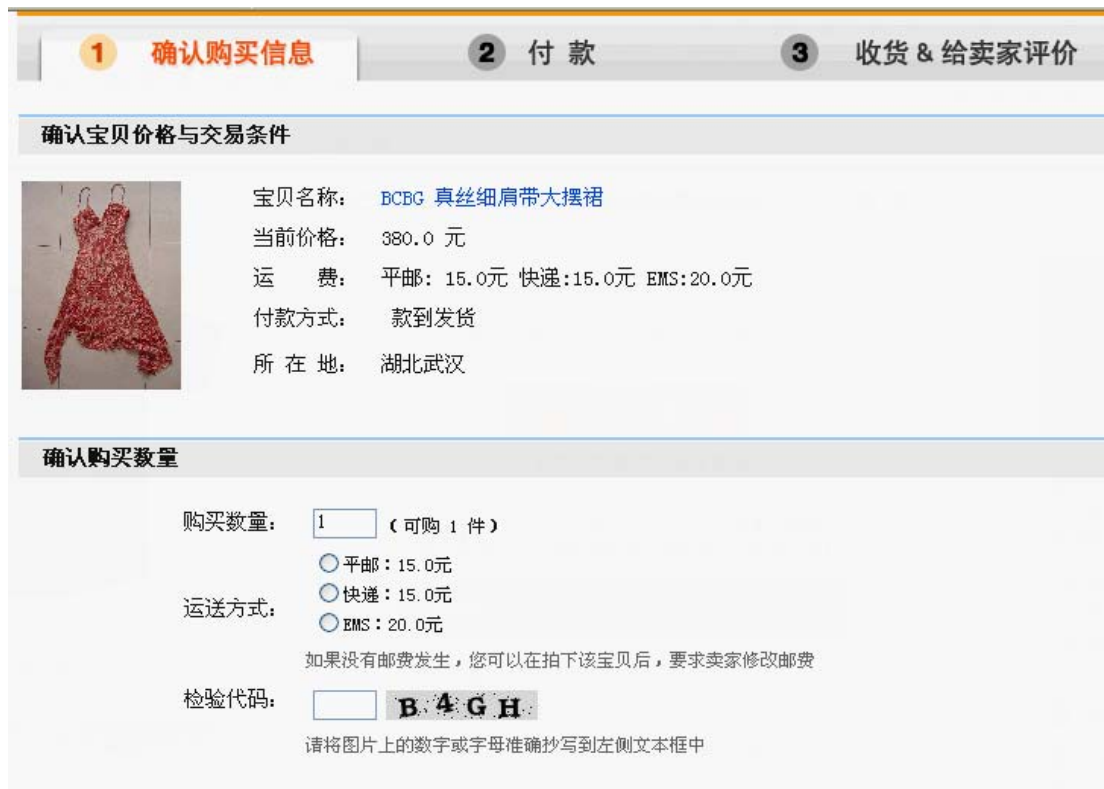 1 确认购买信息 2 付 款 3 收货 & 给卖家评价
确认宝贝价格与交易条件
宝贝名称： BCBG 真丝细肩带大摆裙
当前价格： 380.0 元
运 费： 平邮: 15.0元 快递:15.0元 EMS:20.0元
付款方式： 款到发货
所 在 地： 湖北武汉
确认购买数量
购买数量： 1 （可购 1 件）
平邮：15.0元
运送方式： 快递：15.0元
EMS：20.0元
如果没有邮费发生，您可以在拍下该宝贝后，要求卖家修改邮费
检验代码： B4GH
请将图片上的数字或字母准确抄写到左侧文本框中